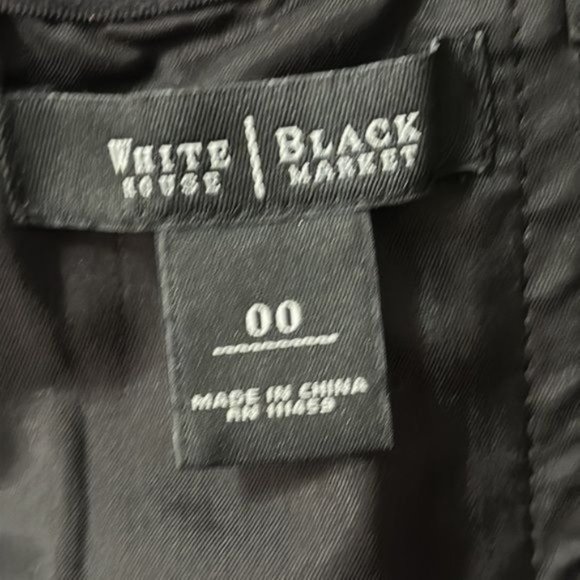 WHITE | BLACK
HOUSE MARKET
00
MADE IN CHINA
RN 111459